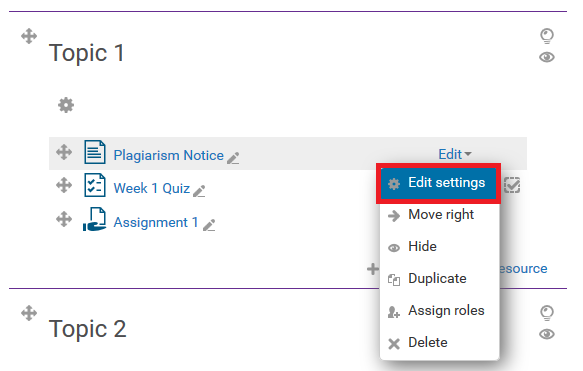 Topic 1
Plagiarism Notice Edit
Week 1 Quiz
Edit settings
Assignment 1
Move right
Hide
esource
Duplicate
Assign roles
Topic 2
Delete